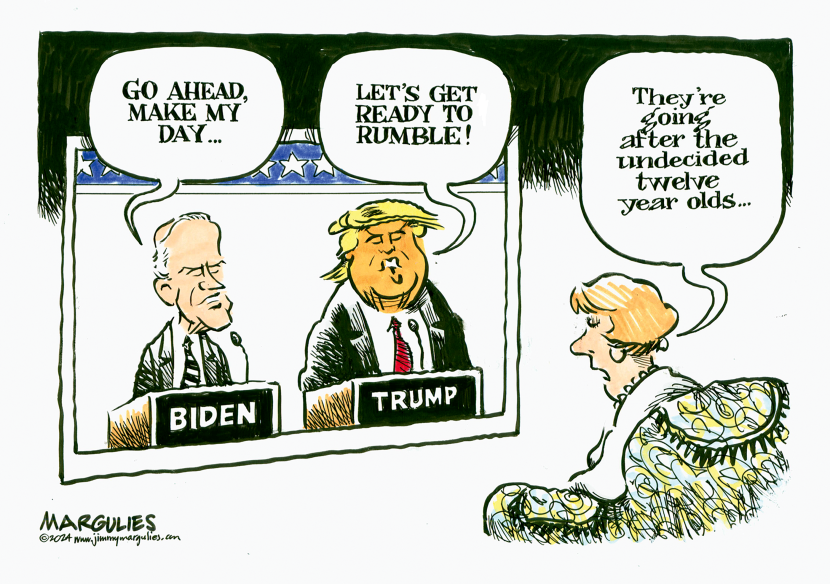 GO AHEAD,
MAKE MY
DAY...
LET'S GET
READY TO
RUMBLE!
They're
going
after the
undecided
twelve
year olds...
BIDEN
TRUMP
MARGULIES
©2024 www.jimmymargulies.com